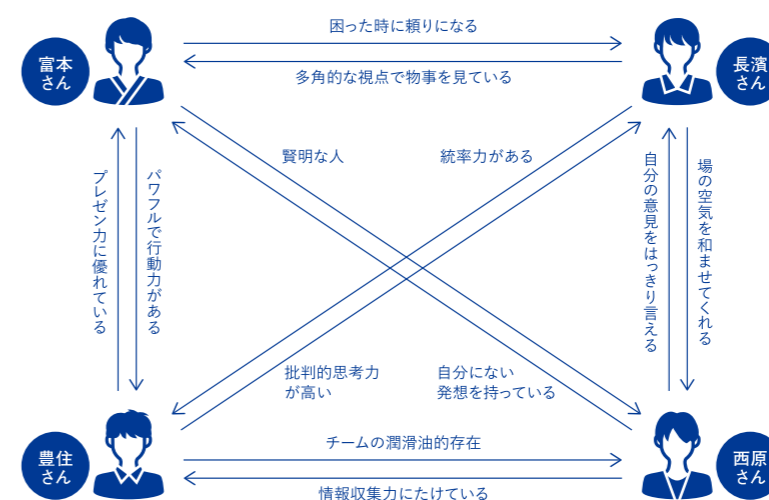 困った時に頼りになる
富本
さん
長濱
さん
多角的な視点で物事を見ている
賢明な人
統率力がある
プレゼン力に優れている
パワフルで行動力がある
自分の意見をはっきり言える
場の空気を和ませてくれる
批判的思考力
が高い
自分にない
発想を持っている
チームの潤滑油的存在
豊住
さん
西原
さん
情報収集力にたけている